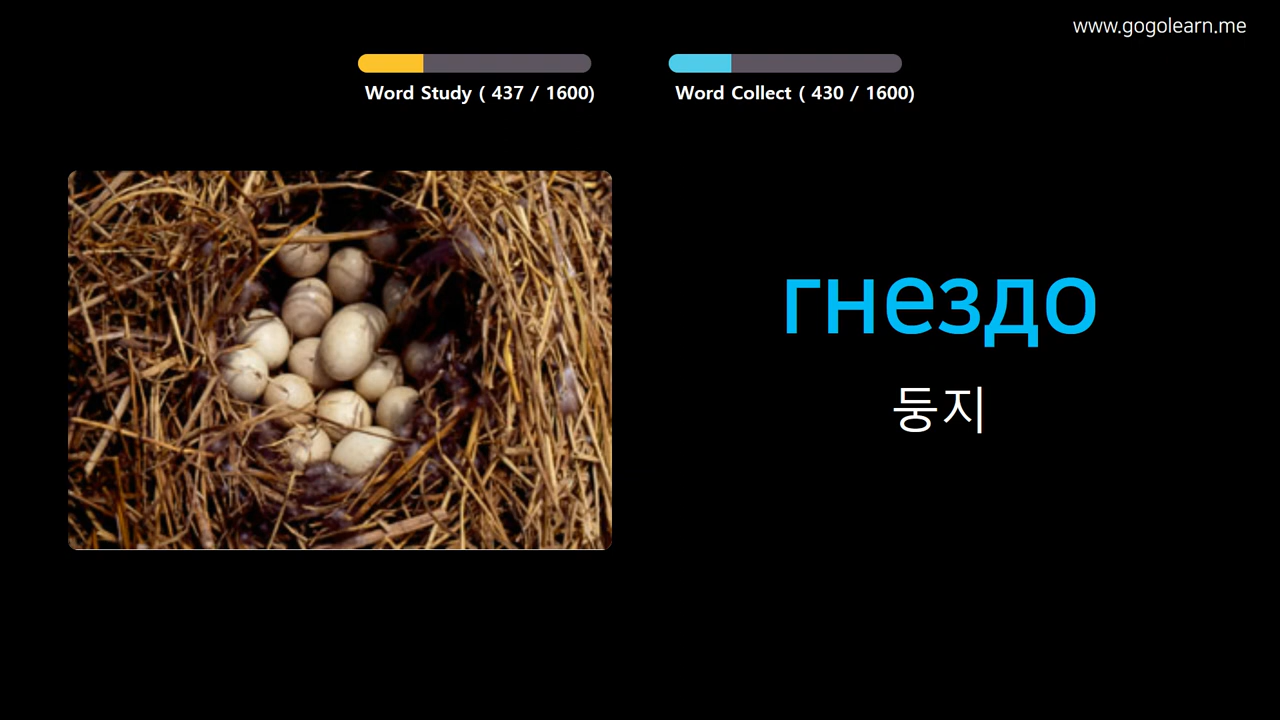 www.gogolearn.me
Word Study ( 437 / 1600)
Word Collect ( 430 / 1600)
гнездо
둥지